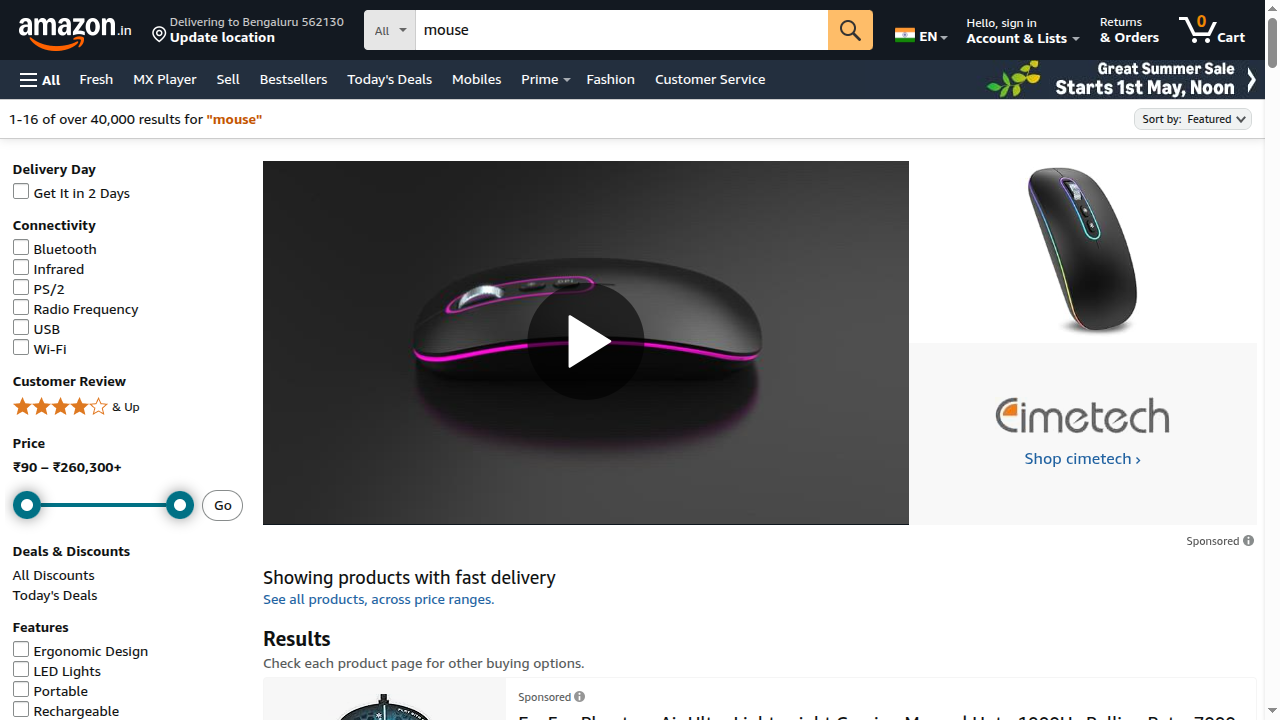 amazon.in
Delivering to Bengaluru 562130
Update location
All
mouse
EN
Hello, sign in
Account & Lists
Returns
& Orders
0
Cart
All
Fresh
MX Player
Sell
Bestsellers
Today's Deals
Mobiles
Prime
Fashion
Customer Service
Great Summer Sale
Starts 1st May, Noon
1-16 of over 40,000 results for "mouse"
Sort by: Featured
Delivery Day
Get It in 2 Days
Connectivity
Bluetooth
Infrared
PS/2
Radio Frequency
USB
Wi-Fi
Customer Review
& Up
Price
₹90 – ₹260,300+
Go
Deals & Discounts
All Discounts
Today's Deals
Features
Ergonomic Design
LED Lights
Portable
Rechargeable
Cimetech
Shop cimetech ›
Sponsored
Showing products with fast delivery
See all products, across price ranges.
Results
Check each product page for other buying options.
Sponsored